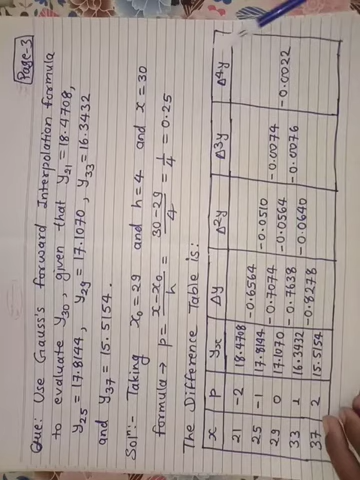 Page-3
Que: Use Gauss's forward Interpolation formula
to evaluate y30, given that y21 = 18.4708,
y25 = 17.8144, y29 = 17.1070, y33 = 16.3432
and y37 = 15.5154.
Solⁿ:- Taking x0 = 29 and h = 4 and x = 30
formula → p = x-x0/h = 30-29/4 = 1/4 = 0.25
The Difference Table is:
x p yx Δy Δ2y Δ3y Δ4y
21 -2 18.4708
-0.6564
25 -1 17.8144 -0.0510
-0.7074 -0.0074
29 0 17.1070 -0.0564 -0.0022
-0.7638 -0.0076
33 1 16.3432 -0.0640
-0.8278
37 2 15.5154